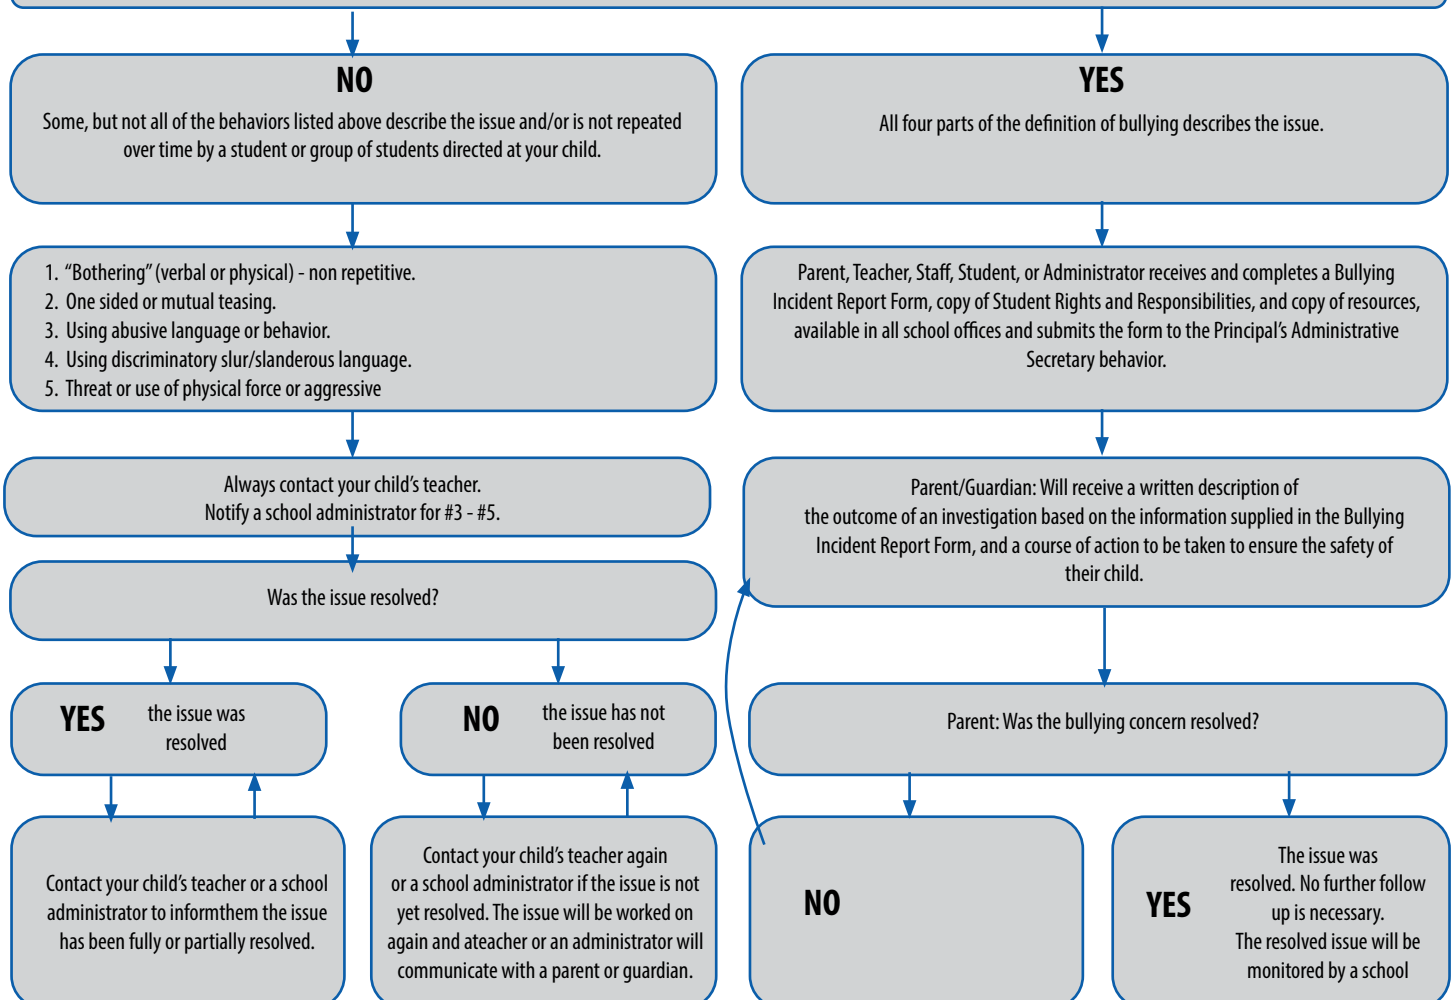 NO
Some, but not all of the behaviors listed above describe the issue and/or is not repeated
over time by a student or group of students directed at your child.
YES
All four parts of the definition of bullying describes the issue.
1. “Bothering” (verbal or physical) - non repetitive.
2. One sided or mutual teasing.
3. Using abusive language or behavior.
4. Using discriminatory slur/slanderous language.
5. Threat or use of physical force or aggressive
Parent, Teacher, Staff, Student, or Administrator receives and completes a Bullying
Incident Report Form, copy of Student Rights and Responsibilities, and copy of resources,
available in all school offices and submits the form to the Principal’s Administrative
Secretary behavior.
Always contact your child’s teacher.
Notify a school administrator for #3 - #5.
Parent/Guardian: Will receive a written description of
the outcome of an investigation based on the information supplied in the Bullying
Incident Report Form, and a course of action to be taken to ensure the safety of
their child.
Was the issue resolved?
YES the issue was
resolved
NO the issue has not
been resolved
Parent: Was the bullying concern resolved?
Contact your child’s teacher or a school
administrator to informthem the issue
has been fully or partially resolved.
Contact your child’s teacher again
or a school administrator if the issue is not
yet resolved. The issue will be worked on
again and ateacher or an administrator will
communicate with a parent or guardian.
NO
YES
The issue was
resolved. No further follow
up is necessary.
The resolved issue will be
monitored by a school